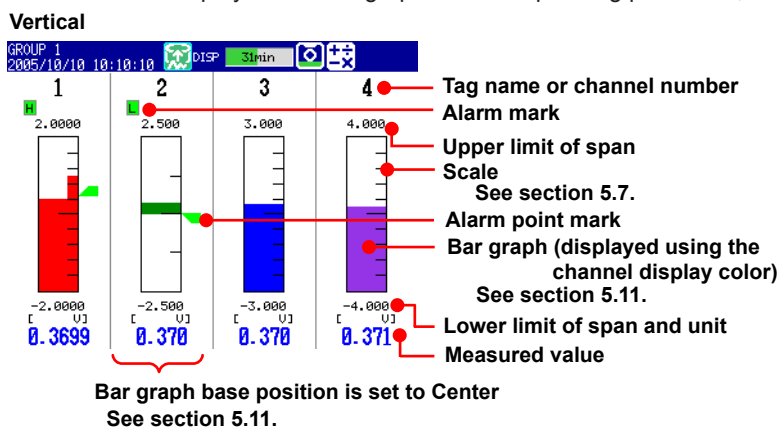 Vertical
GROUP 1
2005/10/10 10:10:10 DISP 31min
1 2 3 4
H L
2.0000 2.500 3.000 4.000
-2.0000 -2.500 -3.000 -4.000
[ V] [ V] [ V] [ V]
0.3699 0.370 0.370 0.371
Tag name or channel number
Alarm mark
Upper limit of span
Scale
See section 5.7.
Alarm point mark
Bar graph (displayed using the
channel display color)
See section 5.11.
Lower limit of span and unit
Measured value
Bar graph base position is set to Center
See section 5.11.